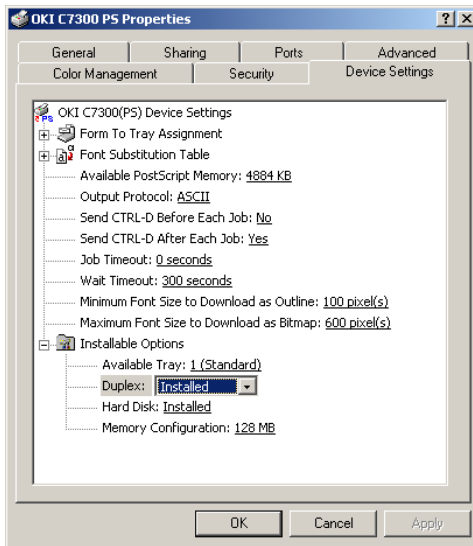 OKI C7300 PS Properties
General Sharing Ports Advanced
Color Management Security Device Settings
OKI C7300(PS) Device Settings
Form To Tray Assignment
Font Substitution Table
Available PostScript Memory: 4884 KB
Output Protocol: ASCII
Send CTRL-D Before Each Job: No
Send CTRL-D After Each Job: Yes
Job Timeout: 0 seconds
Wait Timeout: 300 seconds
Minimum Font Size to Download as Outline: 100 pixel(s)
Maximum Font Size to Download as Bitmap: 600 pixel(s)
Installable Options
Available Tray: 1 (Standard)
Duplex: Installed
Hard Disk: Installed
Memory Configuration: 128 MB
OK Cancel Apply